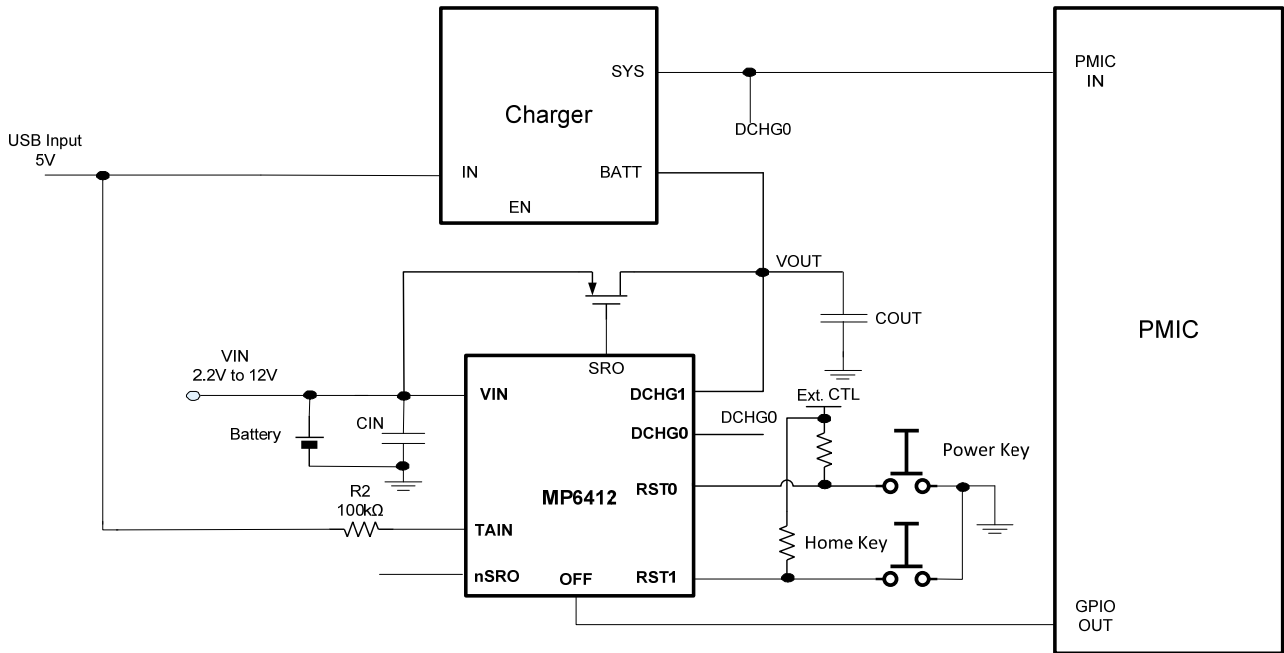 SYS
PMIC
IN
Charger
DCHG0
USB Input
5V
IN
BATT
EN
VOUT
COUT
PMIC
SRO
VIN
2.2V to 12V
VIN
DCHG1
Ext. CTL
DCHG0
DCHG0
CIN
Battery
Power Key
R2
100kΩ
MP6412
RST0
TAIN
Home Key
nSRO
OFF
RST1
GPIO
OUT